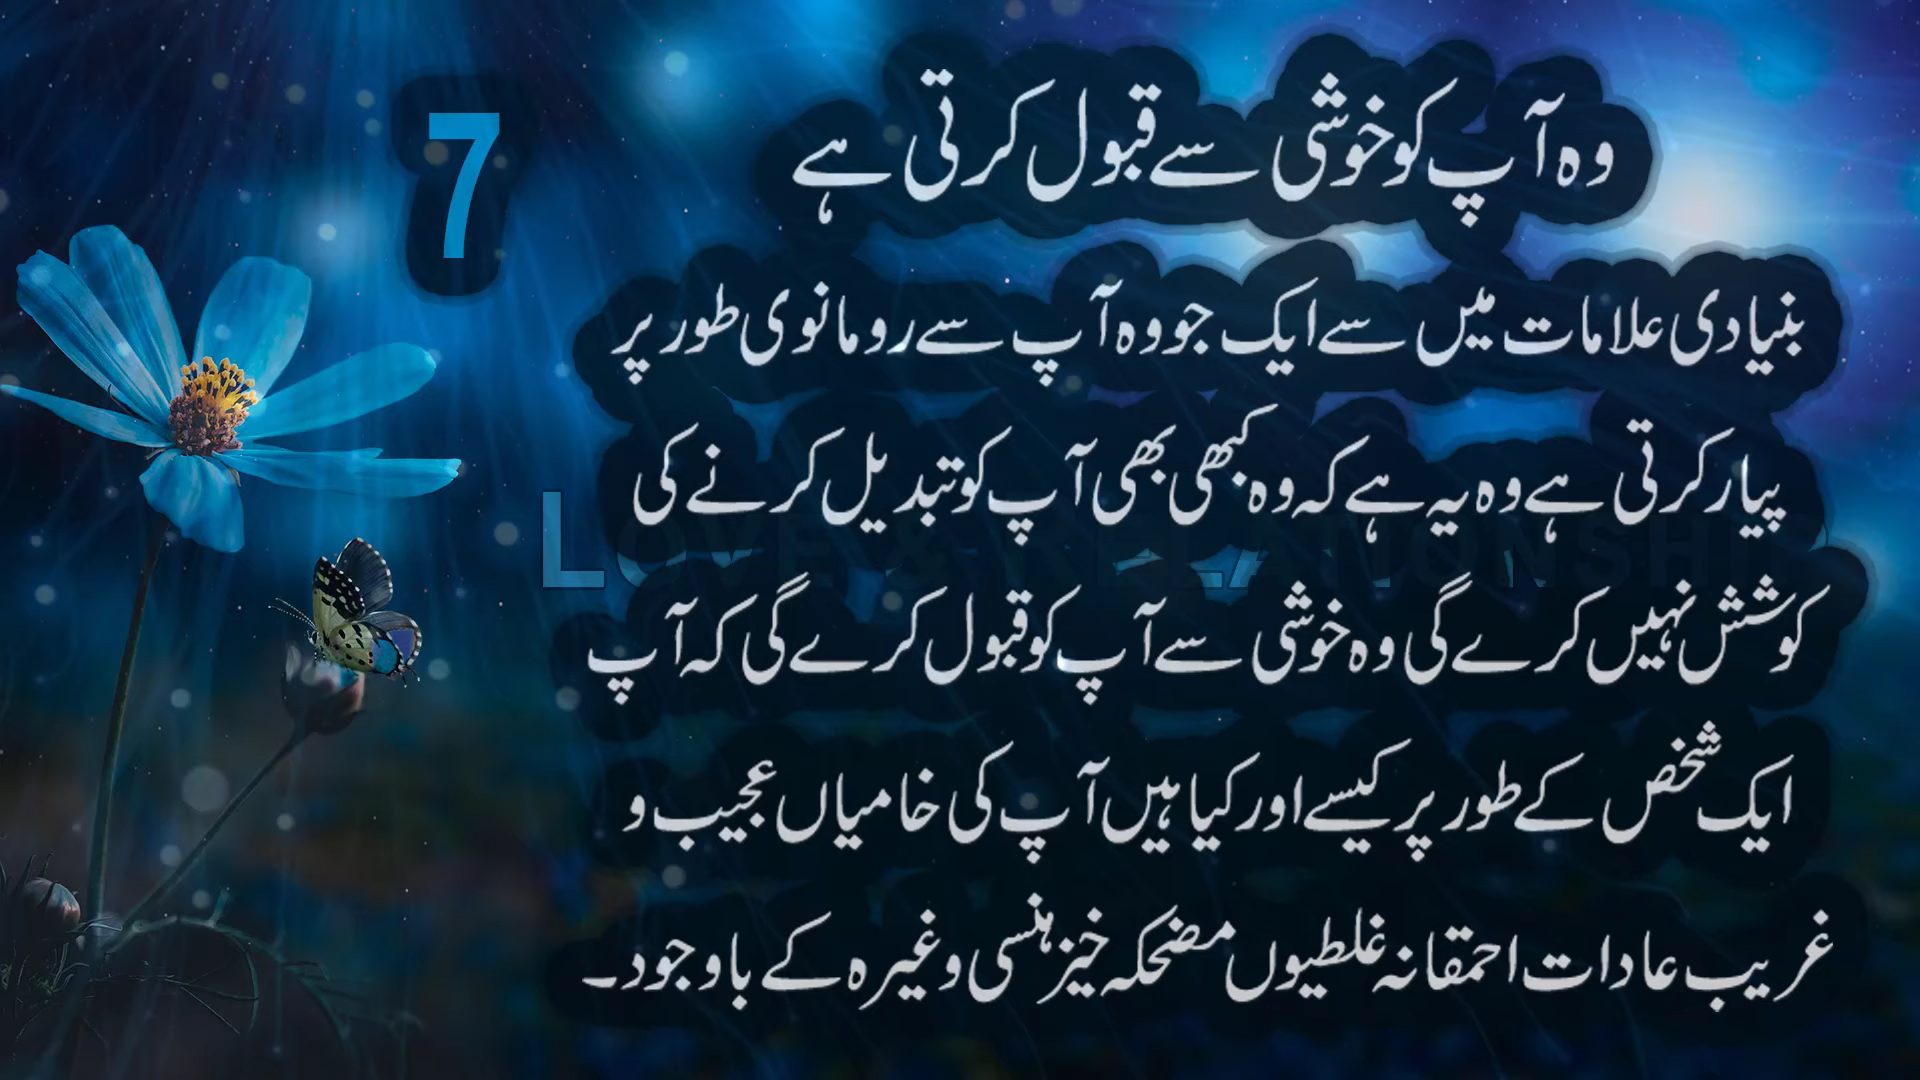 7
وہ آپ کو خوشی سے قبول کرتی ہے
بنیادی علامات میں سے ایک جو وہ آپ سے رومانوی طور پر
پیار کرتی ہے وہ یہ ہے کہ وہ کبھی بھی آپ کو تبدیل کرنے کی
LOVE & RELATIONSHIP
کوشش نہیں کرے گی وہ خوشی سے آپ کو قبول کرے گی کہ آپ
ایک شخص کے طور پر کیسے اور کیا ہیں آپ کی خامیاں عجیب و
غریب عادات احمقانہ غلطیوں مضحکہ خیز ہنسی وغیرہ کے باوجود۔